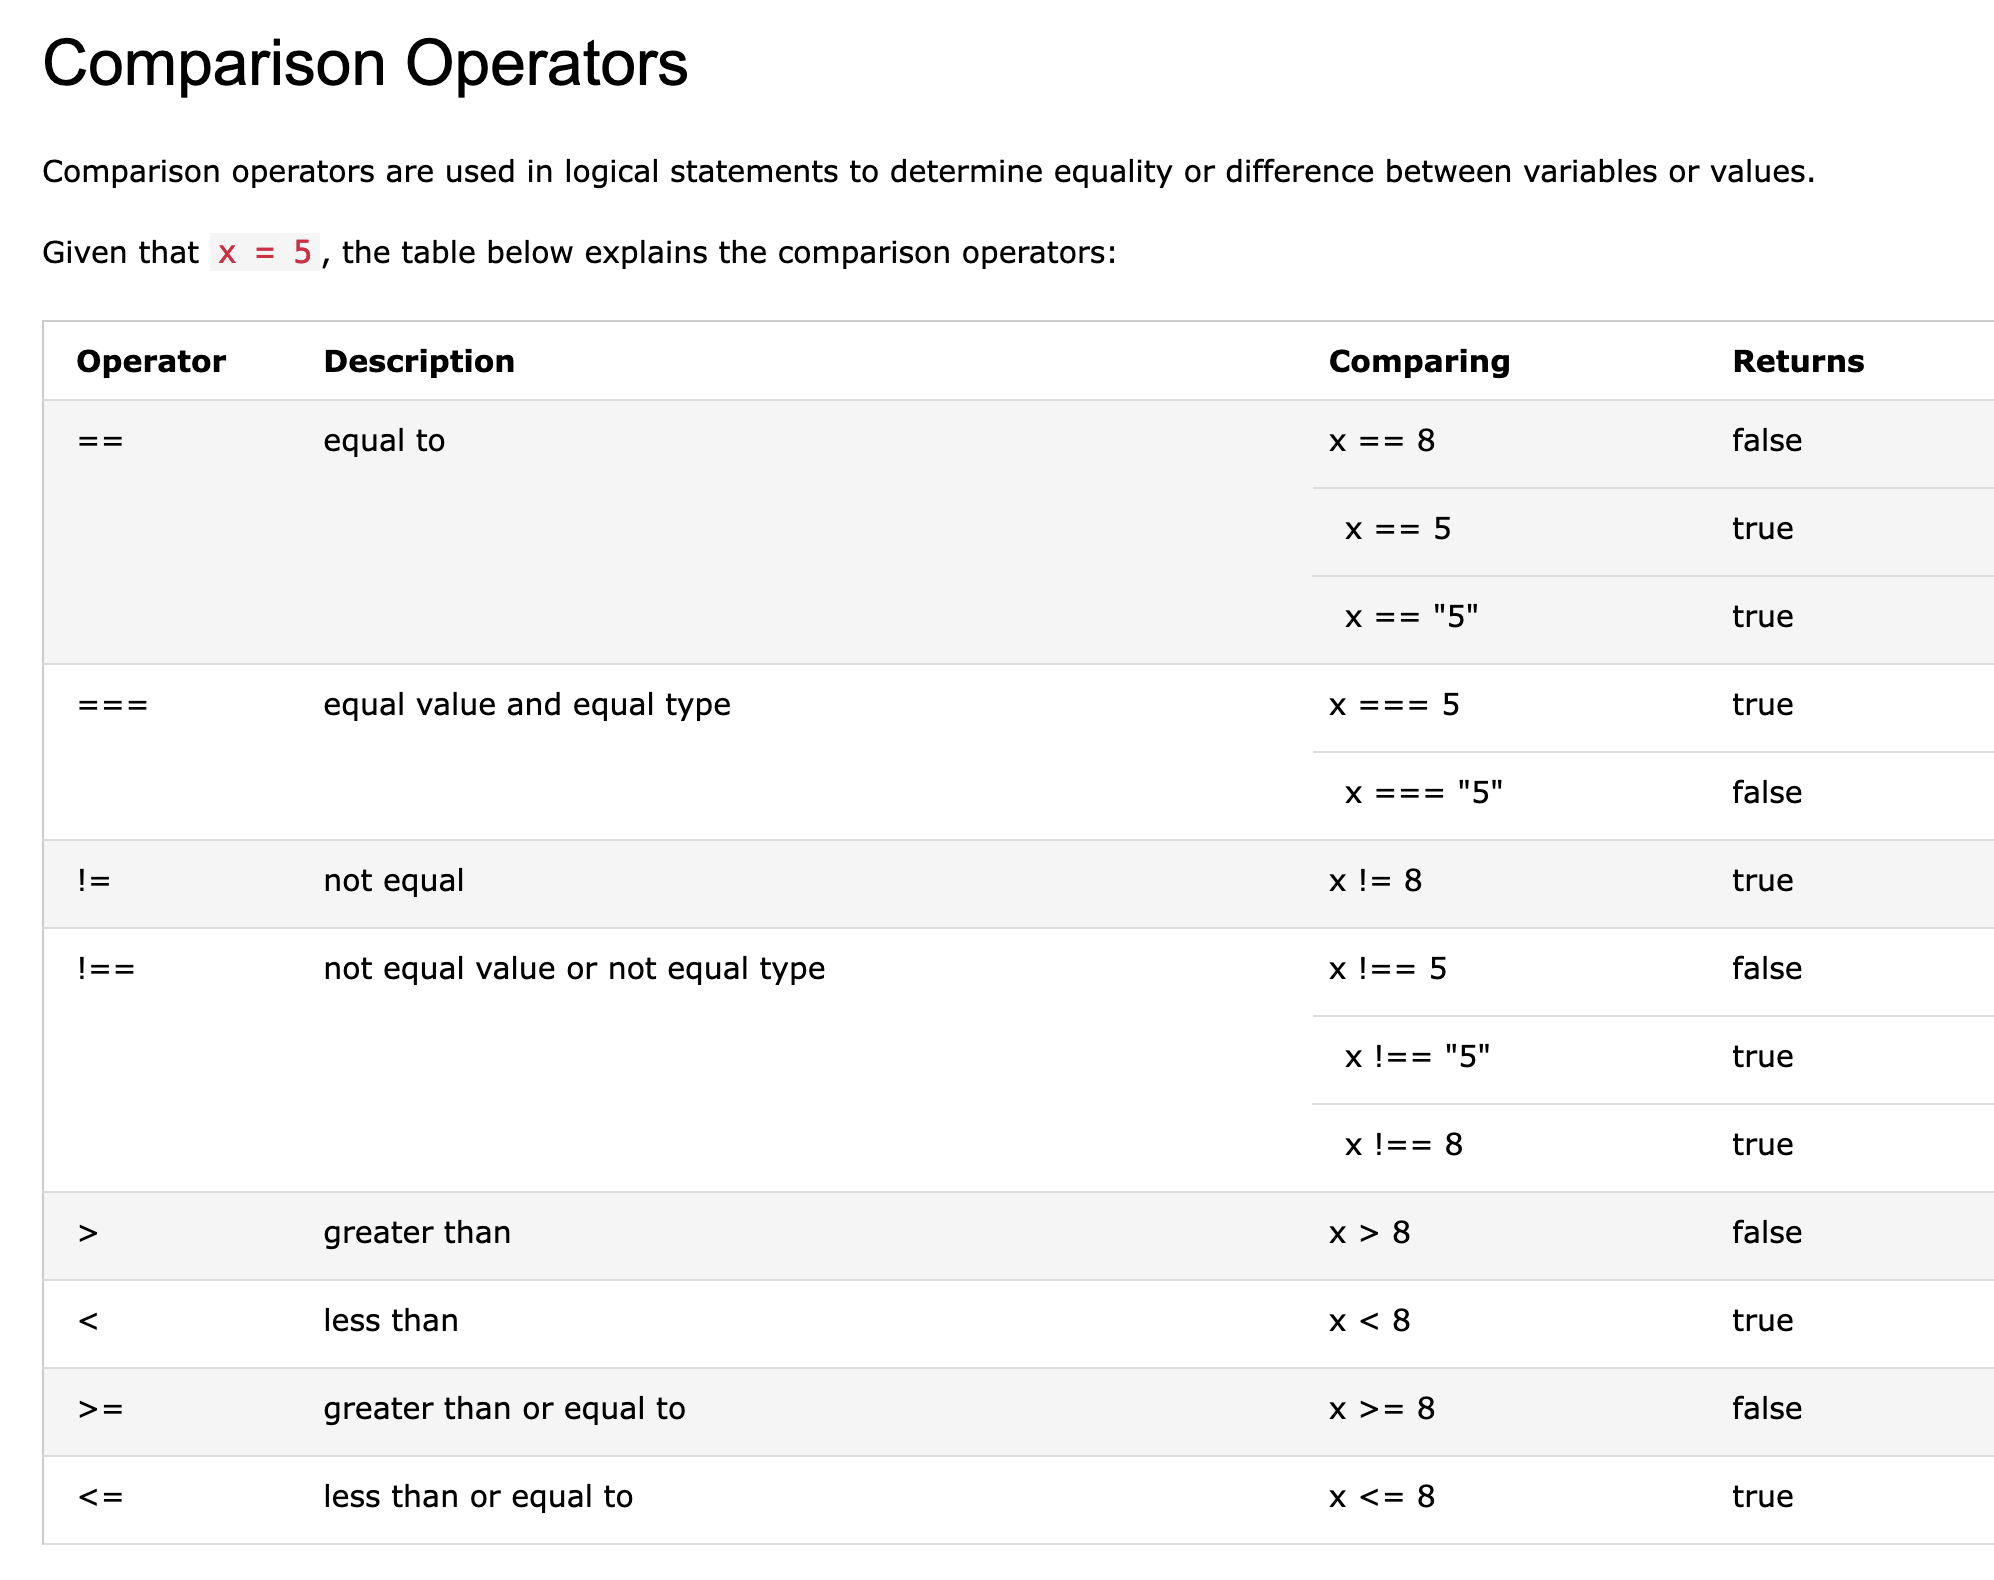 Comparison Operators
Comparison operators are used in logical statements to determine equality or difference between variables or values.
Given that x = 5, the table below explains the comparison operators:
Operator Description Comparing Returns
== equal to x == 8 false
x == 5 true
x == "5" true
=== equal value and equal type x === 5 true
x === "5" false
!= not equal x != 8 true
!== not equal value or not equal type x !== 5 false
x !== "5" true
x !== 8 true
> greater than x > 8 false
< less than x < 8 true
>= greater than or equal to x >= 8 false
<= less than or equal to x <= 8 true